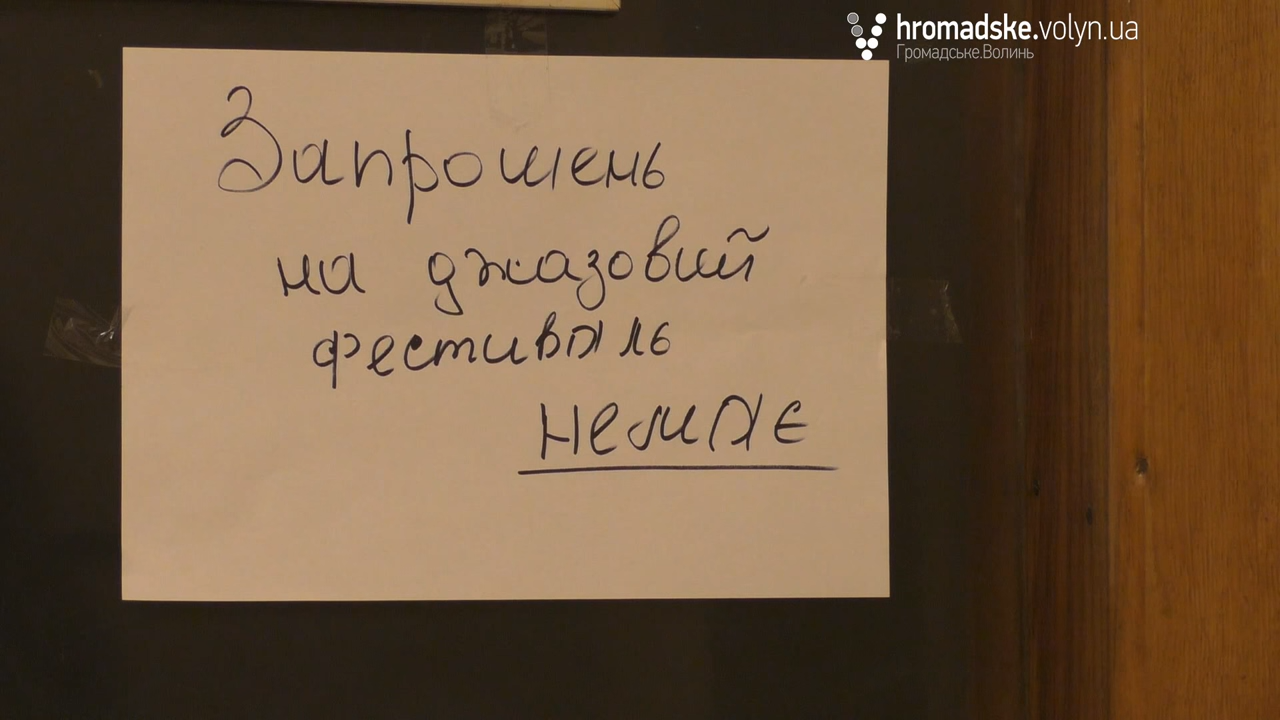 hromadske.volyn.ua
Громадське.Волинь
Запрошень
на джазовий
фестиваль
немає